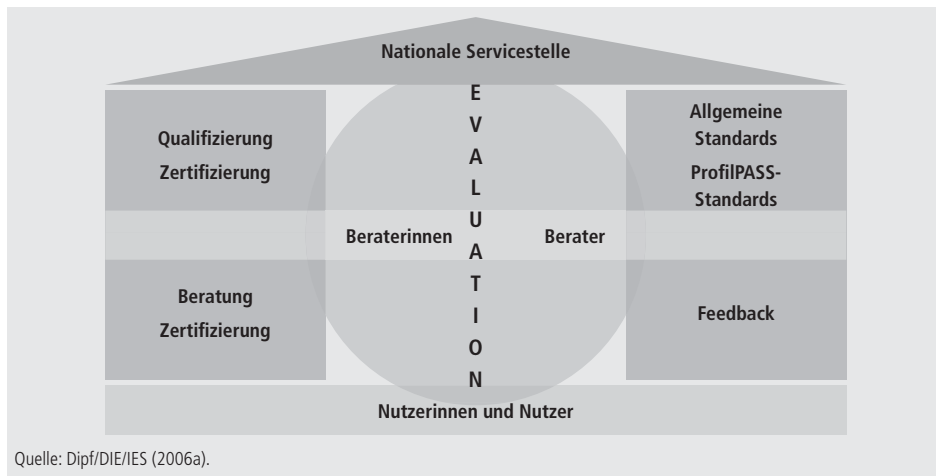 Nationale Servicestelle
E
V
A
L
U
A
T
I
O
N
Qualifizierung
Zertifizierung
Allgemeine
Standards
ProfilPASS-
Standards
Beraterinnen
Berater
Beratung
Zertifizierung
Feedback
Nutzerinnen und Nutzer
Quelle: Dipf/DIE/IES (2006a).